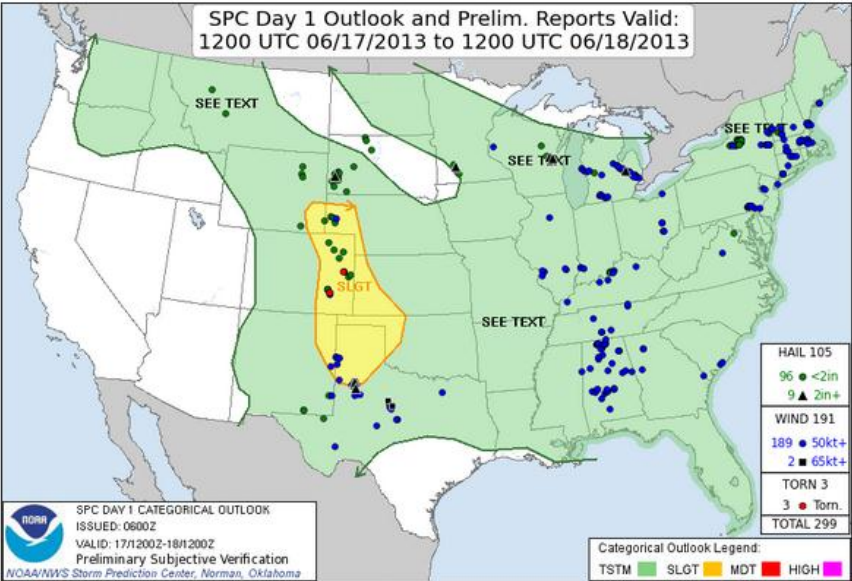 SPC Day 1 Outlook and Prelim. Reports Valid:
1200 UTC 06/17/2013 to 1200 UTC 06/18/2013
SEE TEXT
SEE TEXT
SEE TEXT
SLGT
SEE TEXT
HAIL 105
96 <2in
9 2in+
WIND 191
189 50kt+
2 65kt+
TORN 3
3 Torn.
TOTAL 299
NOAA
SPC DAY 1 CATEGORICAL OUTLOOK
ISSUED: 0600Z
VALID: 17/1200Z-18/1200Z
Preliminary Subjective Verification
NOAA/NWS Storm Prediction Center, Norman, Oklahoma
Categorical Outlook Legend:
TSTM SLGT MDT HIGH